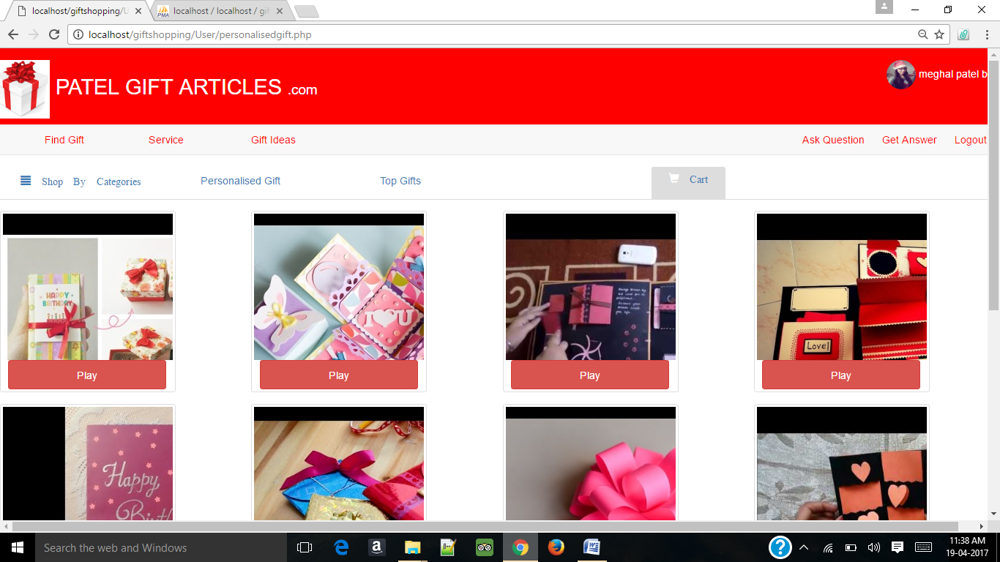 localhost/giftshopping/U
localhost / localhost / gif
PMA
localhost/giftshopping/User/personalisedgift.php
PATEL GIFT ARTICLES .com
meghal patel b
Find Gift
Service
Gift Ideas
Ask Question
Get Answer
Logout
Shop By Categories
Personalised Gift
Top Gifts
Cart
HAPPY
BIRTHDAY
I U
Love
Play
Play
Play
Play
Happy
Birth
Search the web and Windows
11:38 AM
19-04-2017